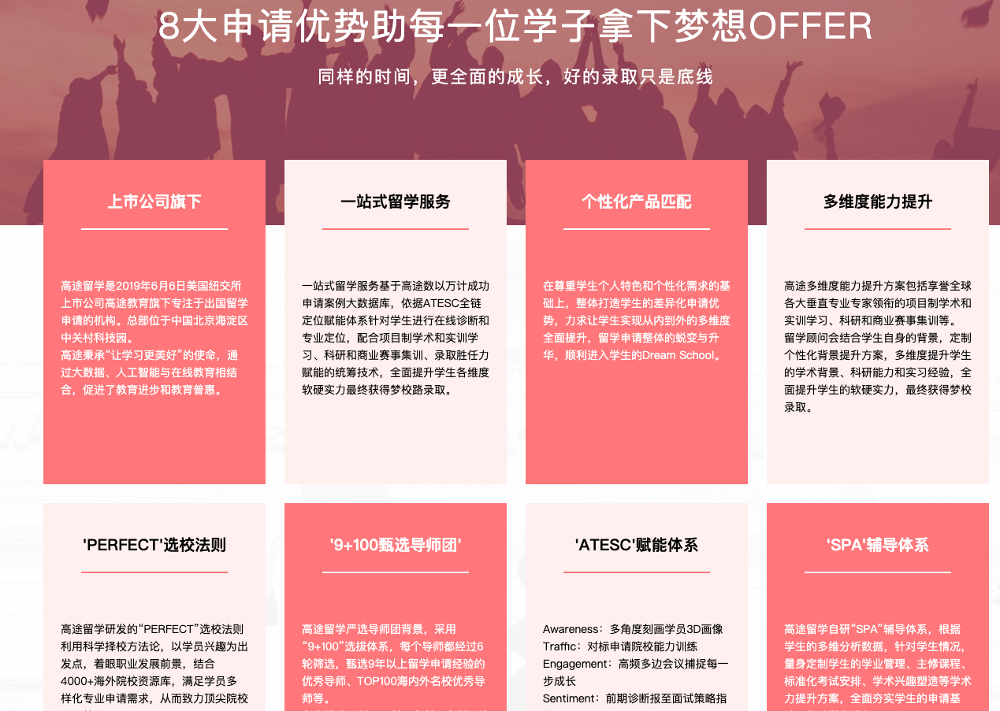 8大申请优势助每一位学子拿下梦想OFFER
同样的时间，更全面的成长，好的录取只是底线
上市公司旗下
高途留学是2019年6月6日美国纽交所
上市公司高途教育旗下专注于出国留学
申请的机构。总部位于中国北京海淀区
中关村科技园。
高途秉承“让学习更美好”的使命，通
过大数据、人工智能与在线教育相结
合，促进了教育进步和教育普惠。
一站式留学服务
一站式留学服务基于高途数以万计成功
申请案例大数据库，依据ATESC全链
定位赋能体系针对学生进行在线诊断和
专业定位，配合项目制学术和实训学
习、科研和商业赛事集训、录取胜任力
赋能的统筹技术，全面提升学生各维度
软硬实力最终获得梦校路录取。
个性化产品匹配
在尊重学生个人特色和个性化需求的基
础上，整体打造学生的差异化申请优
势，力求让学生实现从内到外的多维度
全面提升，留学申请整体的蜕变与升
华，顺利进入学生的Dream School。
多维度能力提升
高途多维度能力提升方案包括享誉全球
各大垂直专业专家领衔的项目制学术和
实训学习、科研和商业赛事集训等。
留学顾问会结合学生自身的背景，定制
个性化背景提升方案，多维度提升学生
的学术背景、科研能力和实习经验，全
面提升学生的软硬实力，最终获得梦校
录取。
'PERFECT'选校法则
高途留学研发的“PERFECT”选校法则
利用科学择校方法论，以学员兴趣为出
发点，着眼职业发展前景，结合
4000+海外院校资源库，满足学员多
样化专业申请需求，从而致力顶尖院校
'9+100甄选导师团'
高途留学严选导师团背景，采用
“9+100”选拔体系，每个导师都经过6
轮筛选，甄选9年以上留学申请经验的
优秀导师、TOP100海内外名校优秀导
师等。
'ATESC'赋能体系
Awareness：多角度刻画学员3D画像
Traffic：对标申请院校能力训练
Engagement：高频多边会议捕捉每一
步成长
Sentiment：前期诊断报至面试策略指
'SPA'辅导体系
高途留学自研“SPA”辅导体系，根据
学生的多维分析数据，针对学生情况，
量身定制学生的学业管理、主修课程、
标准化考试安排、学术兴趣塑造等学术
力提升方案，全面夯实学生的申请基